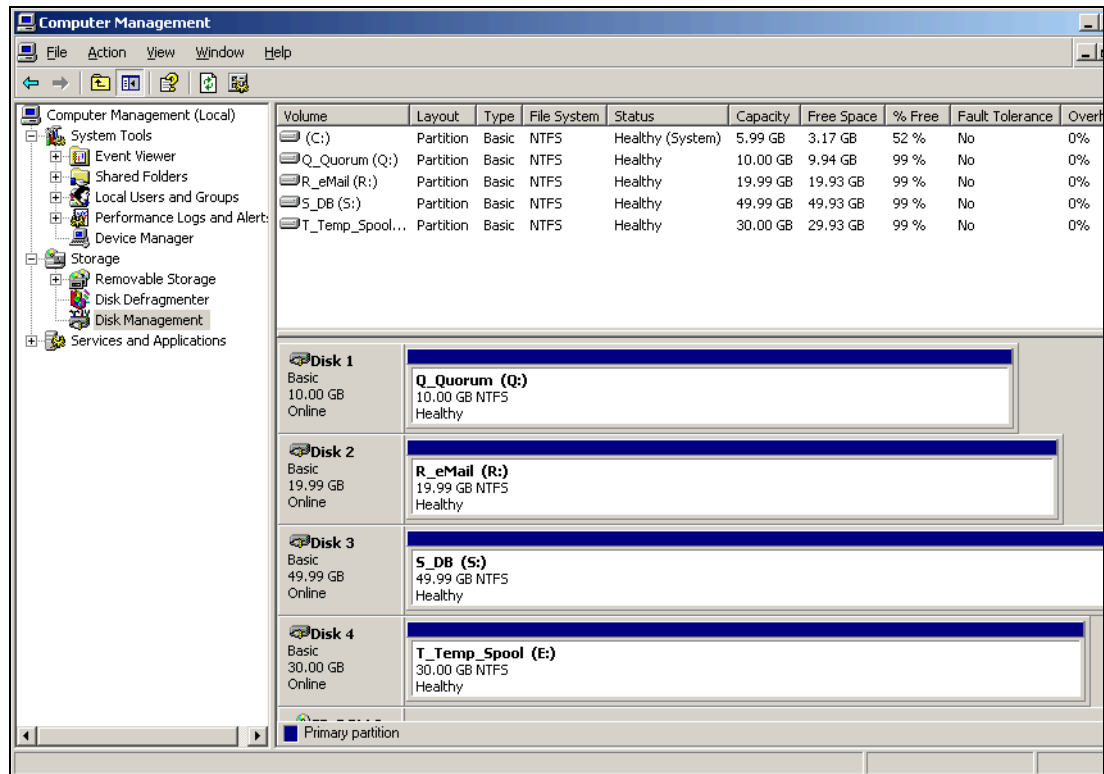 Computer Management
File Action View Window Help
Computer Management (Local)
System Tools
Event Viewer
Shared Folders
Local Users and Groups
Performance Logs and Alert
Device Manager
Storage
Removable Storage
Disk Defragmenter
Disk Management
Services and Applications
Volume Layout Type File System Status Capacity Free Space % Free Fault Tolerance Over
(C:) Partition Basic NTFS Healthy (System) 5.99 GB 3.17 GB 52 % No 0%
Q_Quorum (Q:) Partition Basic NTFS Healthy 10.00 GB 9.94 GB 99 % No 0%
R_eMail (R:) Partition Basic NTFS Healthy 19.99 GB 19.93 GB 99 % No 0%
S_DB (S:) Partition Basic NTFS Healthy 49.99 GB 49.93 GB 99 % No 0%
T_Temp_Spool... Partition Basic NTFS Healthy 30.00 GB 29.93 GB 99 % No 0%
Disk 1
Basic
10.00 GB
Online
Q_Quorum (Q:)
10.00 GB NTFS
Healthy
Disk 2
Basic
19.99 GB
Online
R_eMail (R:)
19.99 GB NTFS
Healthy
Disk 3
Basic
49.99 GB
Online
S_DB (S:)
49.99 GB NTFS
Healthy
Disk 4
Basic
30.00 GB
Online
T_Temp_Spool (E:)
30.00 GB NTFS
Healthy
Primary partition